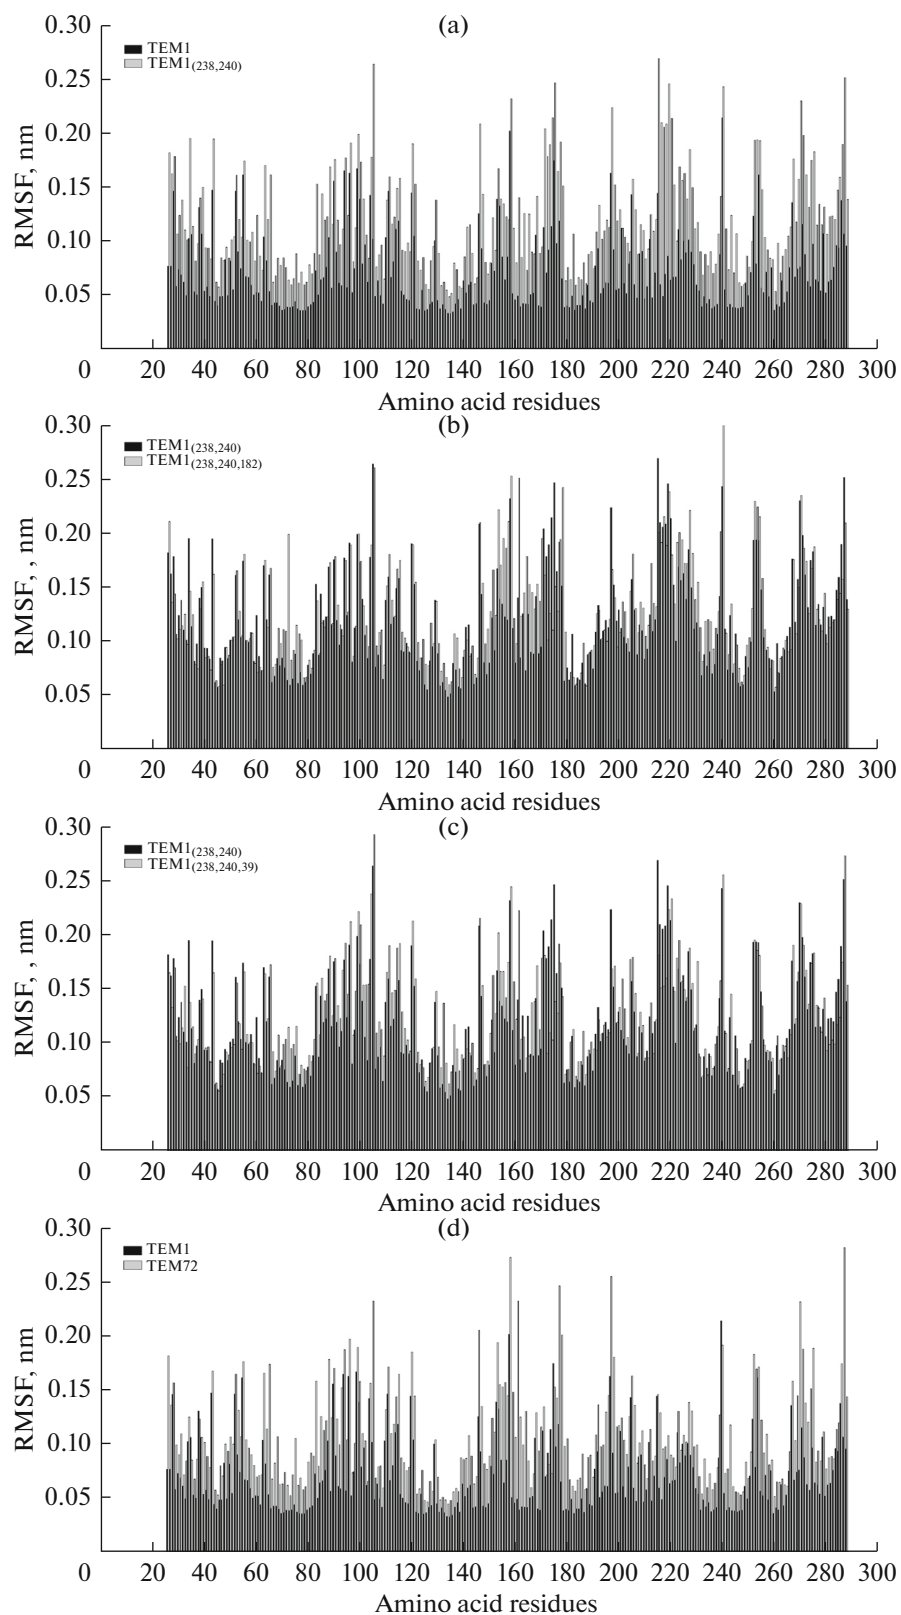 (a)
0.30
TEM1
TEM1(238,240)
0.25
0.20
0.15
0.10
0.05
RMSF, nm
0 20 40 60 80 100 120 140 160 180 200 220 240 260 280 300
Amino acid residues
(b)
0.30
TEM1(238,240)
TEM1(238,240,182)
0.25
0.20
0.15
0.10
0.05
RMSF, , nm
0 20 40 60 80 100 120 140 160 180 200 220 240 260 280 300
Amino acid residues
(c)
0.30
TEM1(238,240)
TEM1(238,240,39)
0.25
0.20
0.15
0.10
0.05
RMSF, , nm
0 20 40 60 80 100 120 140 160 180 200 220 240 260 280 300
Amino acid residues
(d)
0.30
TEM1
TEM72
0.25
0.20
0.15
0.10
0.05
RMSF, nm
0 20 40 60 80 100 120 140 160 180 200 220 240 260 280 300
Amino acid residues